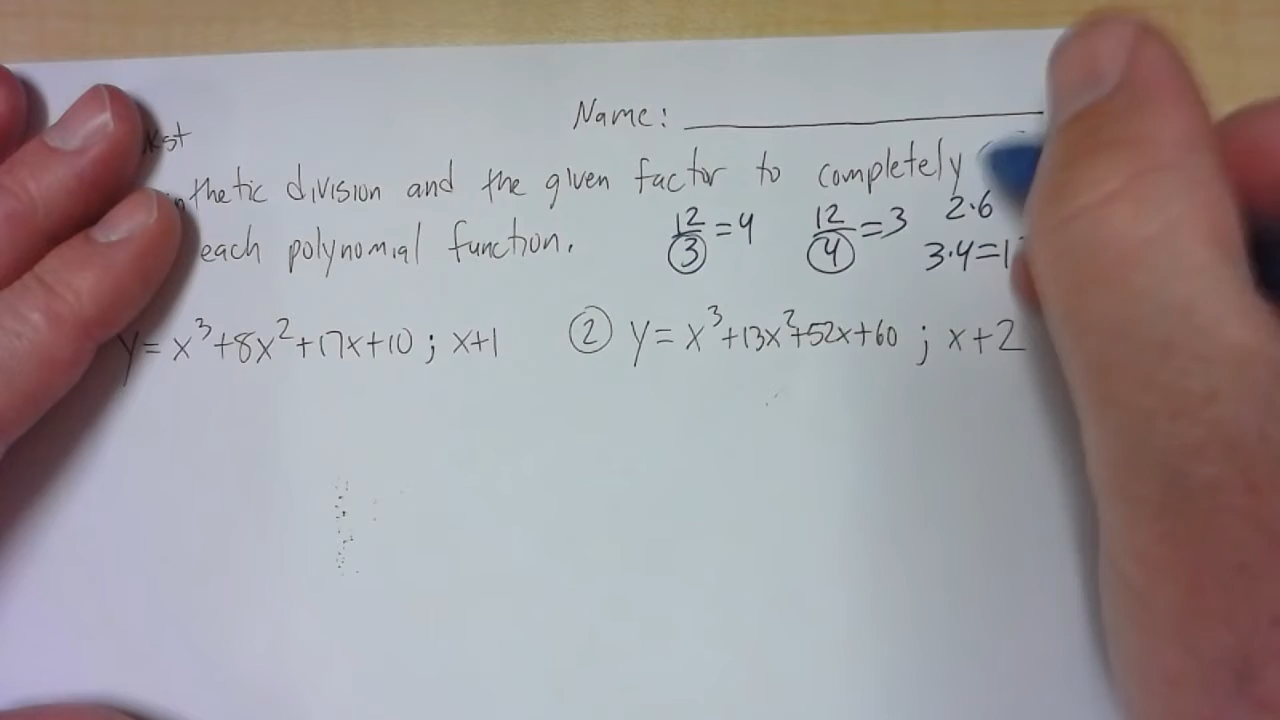 Name:
thetic division and the given factor to completely
12/3=4 12/4=3 2·6
each polynomial function. 3·4=1
y=x³+8x²+17x+10; x+1 ② y=x³+13x²+52x+60; x+2